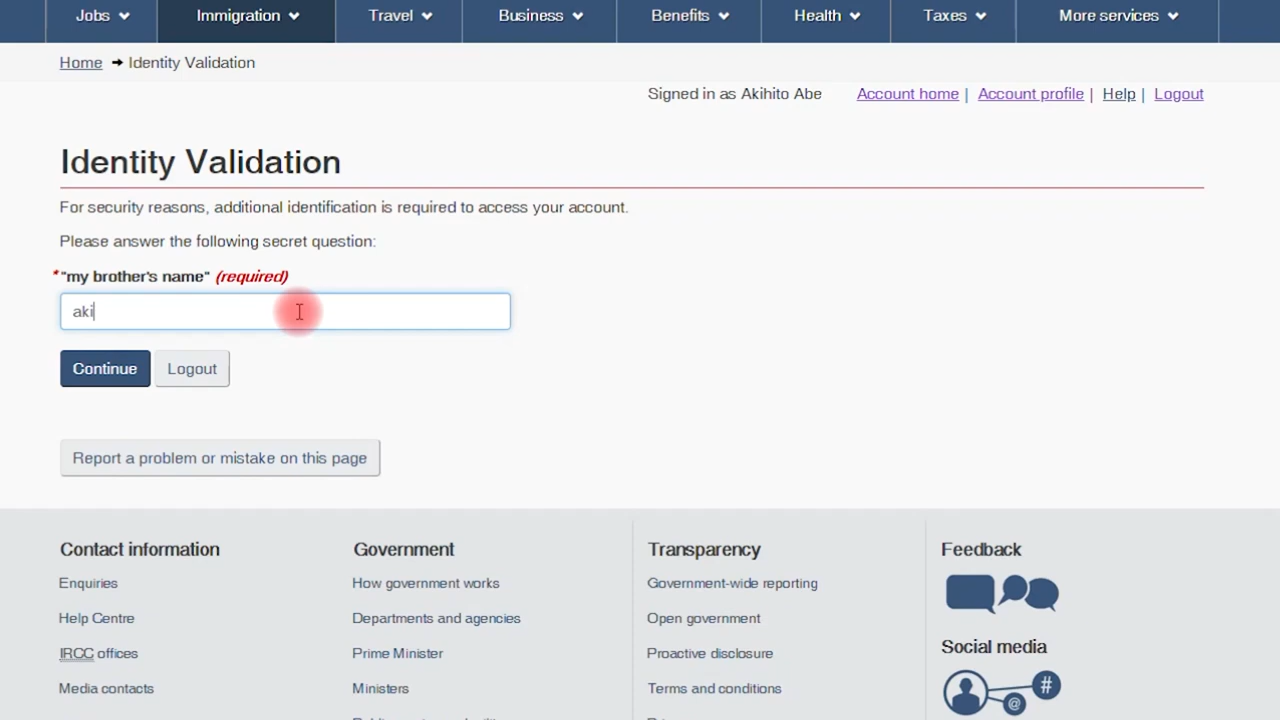 Jobs Immigration Travel Business Benefits Health Taxes More services
Home Identity Validation
Signed in as Akihito Abe Account home | Account profile | Help | Logout
Identity Validation
For security reasons, additional identification is required to access your account.
Please answer the following secret question:
* "my brother's name" (required)
aki
Continue Logout
Report a problem or mistake on this page
Contact information Government Transparency Feedback
Enquiries How government works Government-wide reporting
Help Centre Departments and agencies Open government
IRCC offices Prime Minister Proactive disclosure Social media
Media contacts Ministers Terms and conditions # @